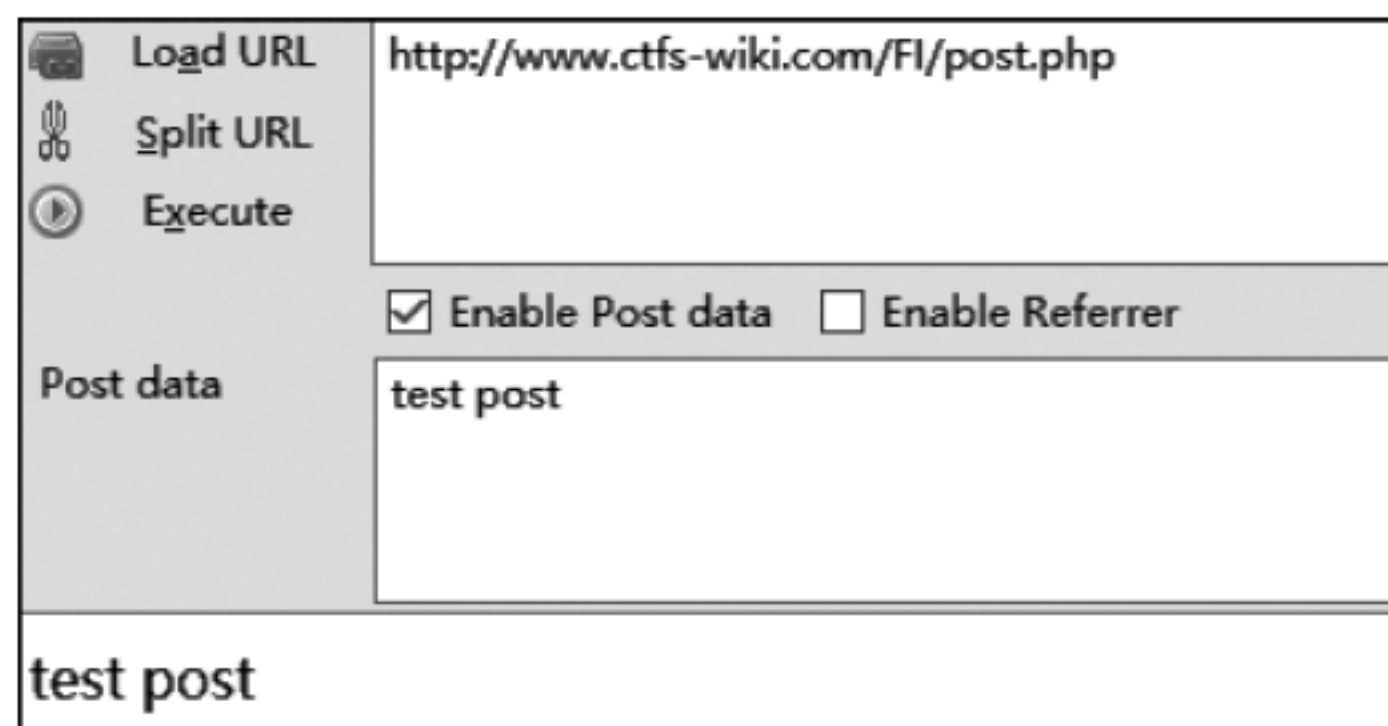 Load URL
http://www.ctfs-wiki.com/FI/post.php
Split URL
Execute
Enable Post data
Enable Referrer
Post data
test post
test post